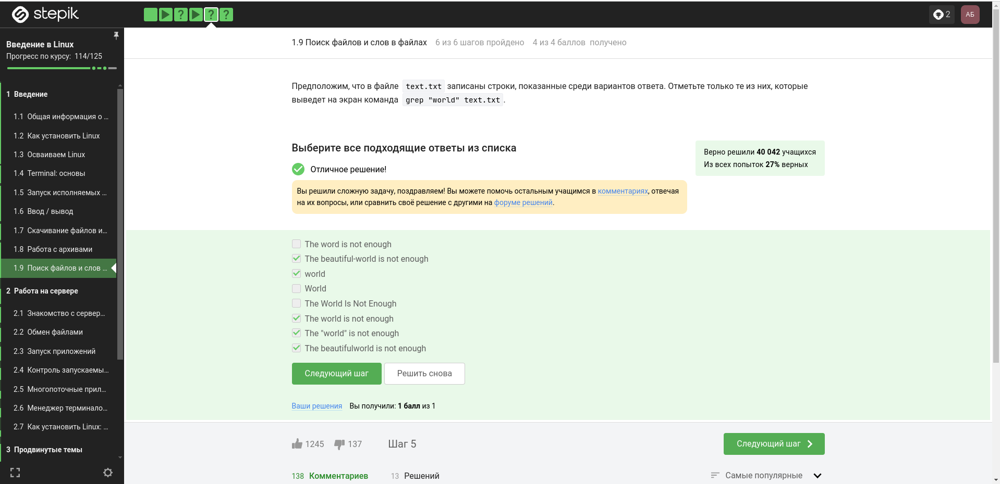 stepik
?
?
?
2
АБ
Введение в Linux
Прогресс по курсу: 114/125
1 Введение
1.1 Общая информация о ...
1.2 Как установить Linux
1.3 Осваиваем Linux
1.4 Terminal: основы
1.5 Запуск исполняемых ...
1.6 Ввод / вывод
1.7 Скачивание файлов и...
1.8 Работа с архивами
1.9 Поиск файлов и слов ...
2 Работа на сервере
2.1 Знакомство с сервер...
2.2 Обмен файлами
2.3 Запуск приложений
2.4 Контроль запускаемы...
2.5 Многопоточные прил...
2.6 Менеджер терминало...
2.7 Как установить Linux: ...
3 Продвинутые темы
1.9 Поиск файлов и слов в файлах 6 из 6 шагов пройдено 4 из 4 баллов получено
Предположим, что в файле text.txt записаны строки, показанные среди вариантов ответа. Отметьте только те из них, которые
выведет на экран команда grep "world" text.txt.
Выберите все подходящие ответы из списка
Отличное решение!
Вы решили сложную задачу, поздравляем! Вы можете помочь остальным учащимся в комментариях, отвечая
на их вопросы, или сравнить своё решение с другими на форуме решений.
Верно решили 40 042 учащихся
Из всех попыток 27% верных
The word is not enough
The beautiful-world is not enough
world
World
The World Is Not Enough
The world is not enough
The "world" is not enough
The beautifulworld is not enough
Следующий шаг
Решить снова
Ваши решения Вы получили: 1 балл из 1
1245 137 Шаг 5
Следующий шаг
138 Комментариев 13 Решений
Самые популярные